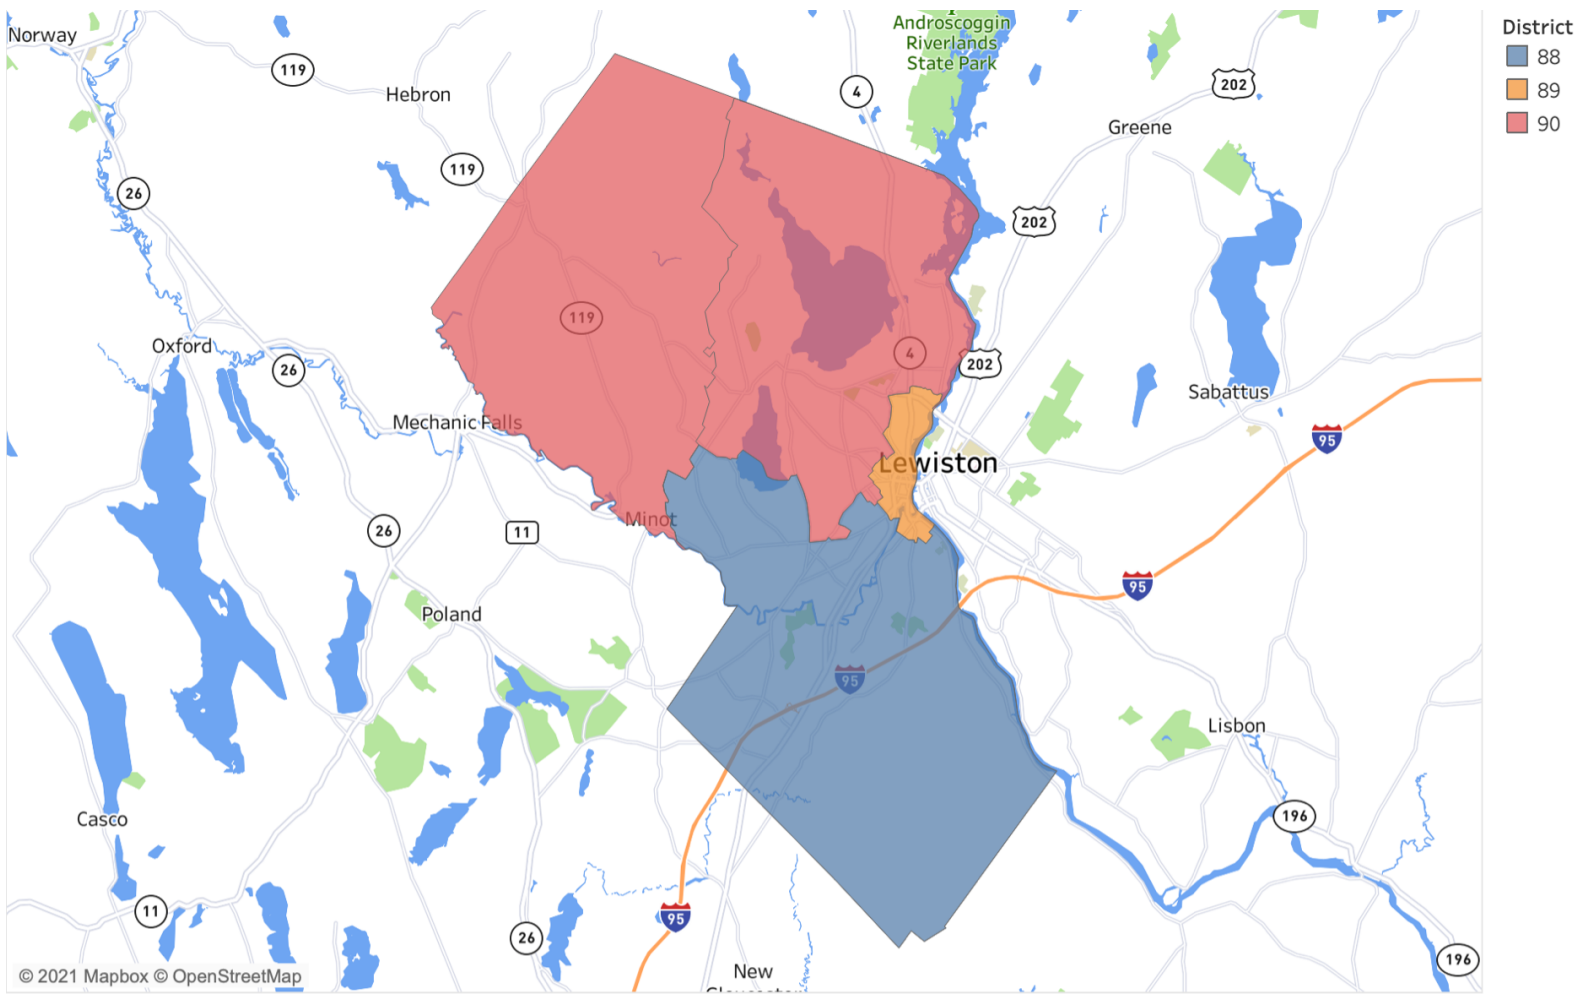 Norway
119
Hebron
119
26
4
Androscoggin
Riverlands
State Park
202
Greene
202
District
88
89
90
119
4
202
Oxford
26
Mechanic Falls
Sabattus
95
Lewiston
Minot
26
11
95
Poland
95
Lisbon
Casco
196
11
95
26
196
New
Gloucester
© 2021 Mapbox © OpenStreetMap